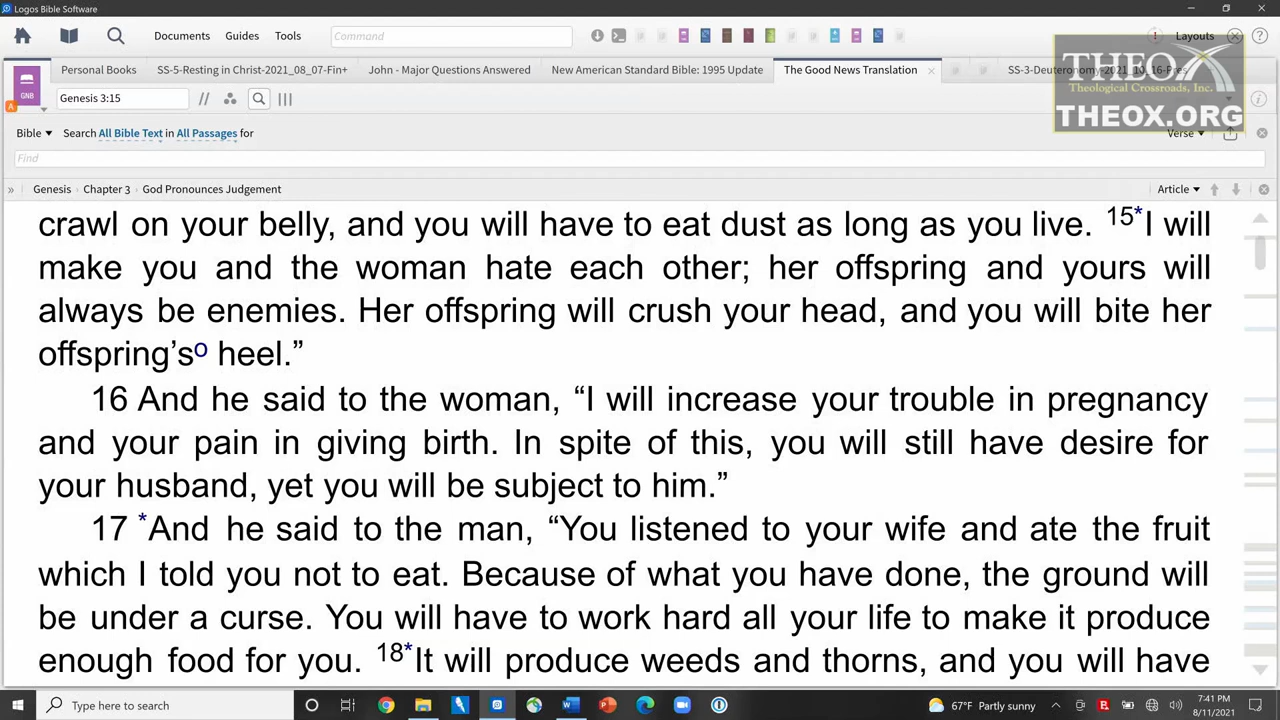 Logos Bible Software
Documents Guides Tools Command Layouts
Personal Books SS-5-Resting in Christ-2021_08_07-Fin+ New American Standard Bible: 1995 Update The Good News Translation
THEOX
Theological Crossroads, Inc.
THEOX.ORG
GNB Genesis 3:15
A
Bible Search All Bible Text in All Passages for Verse
Find
» Genesis Chapter 3 God Pronounces Judgement Article
crawl on your belly, and you will have to eat dust as long as you live. 15*I will
make you and the woman hate each other; her offspring and yours will
always be enemies. Her offspring will crush your head, and you will bite her
offspring’so heel.”
16 And he said to the woman, “I will increase your trouble in pregnancy
and your pain in giving birth. In spite of this, you will still have desire for
your husband, yet you will be subject to him.”
17 *And he said to the man, “You listened to your wife and ate the fruit
which I told you not to eat. Because of what you have done, the ground will
be under a curse. You will have to work hard all your life to make it produce
enough food for you. 18*It will produce weeds and thorns, and you will have
Type here to search 67°F Partly sunny 7:41 PM
8/11/2021